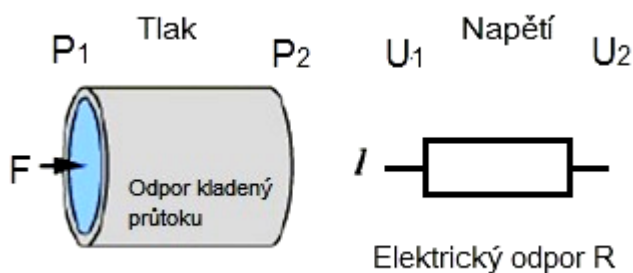 Tlak
P1
P2
F
Odpor kladený
průtoku
Napětí
U1
U2
I
Elektrický odpor R